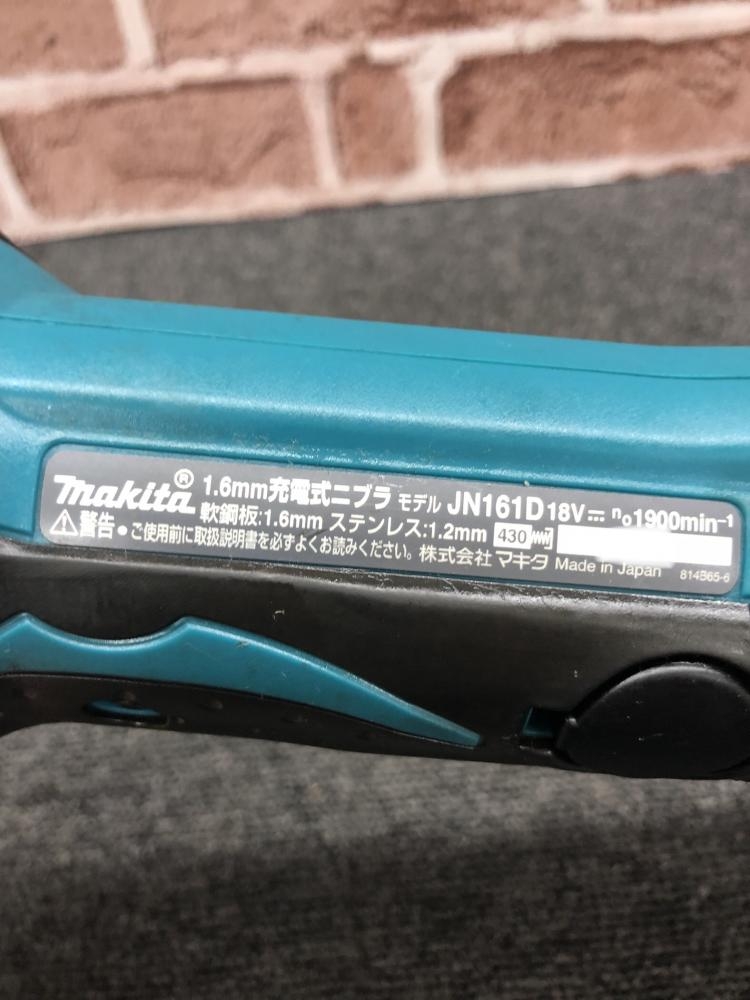 makita® 1.6mm充電式ニブラ モデル JN161D 18V⎓ n₀1900min⁻¹
軟鋼板:1.6mm ステンレス:1.2mm 430
⚠警告 •ご使用前に取扱説明書を必ずよくお読みください。 株式会社 マキタ Made in Japan 814B65-6